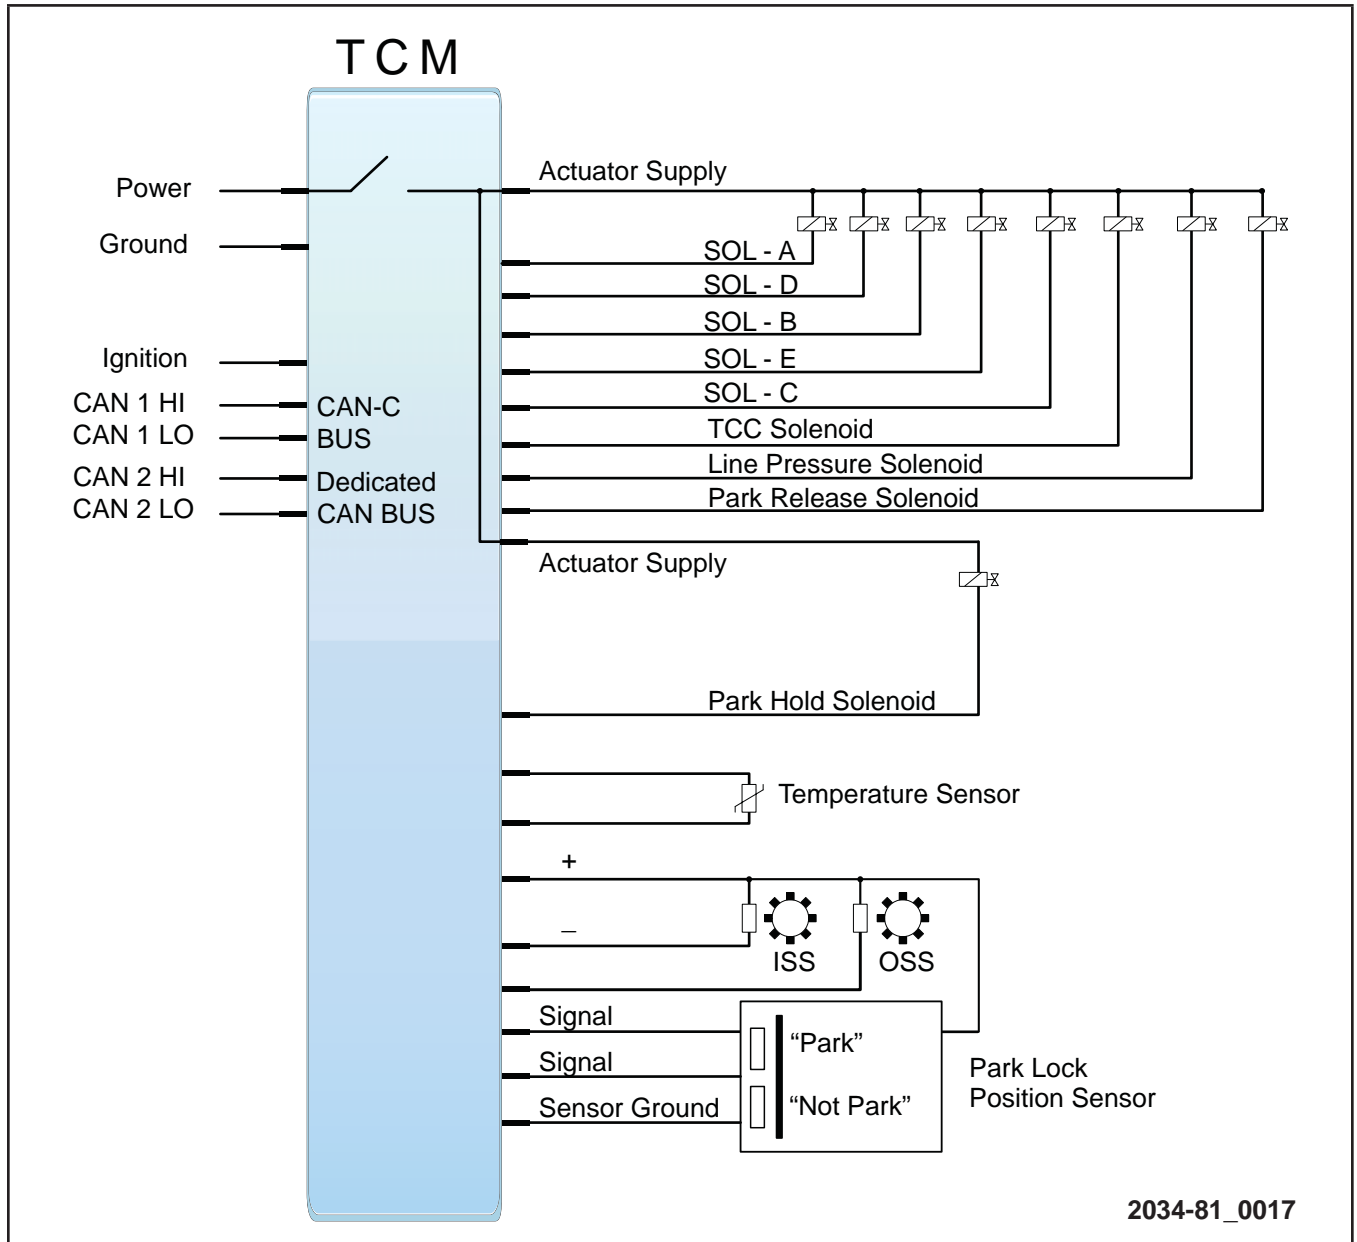 TCM
Power
Ground
Ignition
CAN 1 HI
CAN 1 LO
CAN 2 HI
CAN 2 LO
CAN-C
BUS
Dedicated
CAN BUS
Actuator Supply
SOL - A
SOL - D
SOL - B
SOL - E
SOL - C
TCC Solenoid
Line Pressure Solenoid
Park Release Solenoid
Actuator Supply
Park Hold Solenoid
Temperature Sensor
+
–
ISS
OSS
Signal
Signal
Sensor Ground
“Park”
“Not Park”
Park Lock
Position Sensor
2034-81_0017